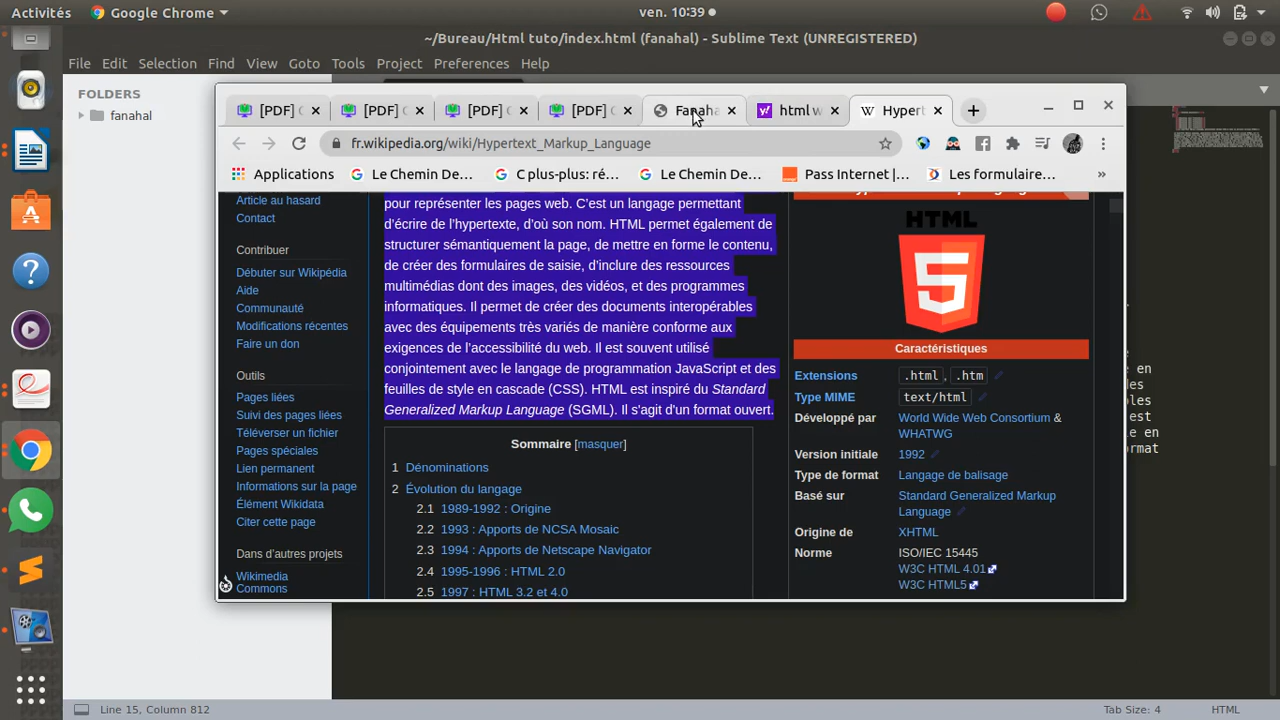 Activités
Google Chrome
ven. 10:39
~/Bureau/Html tuto/index.html (fanahal) - Sublime Text (UNREGISTERED)
File Edit Selection Find View Goto Tools Project Preferences Help
FOLDERS
fanahal
[PDF] C
[PDF] C
[PDF] C
[PDF] C
Fanaha
html w
Hypert
fr.wikipedia.org/wiki/Hypertext_Markup_Language
Applications
Le Chemin De...
C plus-plus: ré...
Le Chemin De...
Pass Internet |...
Les formulaire...
»
Article au hasard
Contact
Contribuer
Débuter sur Wikipédia
Aide
Communauté
Modifications récentes
Faire un don
Outils
Pages liées
Suivi des pages liées
Téléverser un fichier
Pages spéciales
Lien permanent
Informations sur la page
Élément Wikidata
Citer cette page
Dans d'autres projets
Wikimedia
Commons
pour représenter les pages web. C'est un langage permettant
d'écrire de l'hypertexte, d'où son nom. HTML permet également de
structurer sémantiquement la page, de mettre en forme le contenu,
de créer des formulaires de saisie, d'inclure des ressources
multimédias dont des images, des vidéos, et des programmes
informatiques. Il permet de créer des documents interopérables
avec des équipements très variés de manière conforme aux
exigences de l'accessibilité du web. Il est souvent utilisé
conjointement avec le langage de programmation JavaScript et des
feuilles de style en cascade (CSS). HTML est inspiré du Standard
Generalized Markup Language (SGML). Il s'agit d'un format ouvert.
Sommaire [masquer]
1 Dénominations
2 Évolution du langage
2.1 1989-1992 : Origine
2.2 1993 : Apports de NCSA Mosaic
2.3 1994 : Apports de Netscape Navigator
2.4 1995-1996 : HTML 2.0
2.5 1997 : HTML 3.2 et 4.0
HTML
5
Caractéristiques
Extensions .html, .htm
Type MIME text/html
Développé par World Wide Web Consortium &
WHATWG
Version initiale 1992
Type de format Langage de balisage
Basé sur Standard Generalized Markup
Language
Origine de XHTML
Norme ISO/IEC 15445
W3C HTML 4.01
W3C HTML5
e en
des
les
est
e en
rmat
Line 15, Column 812
Tab Size: 4
HTML